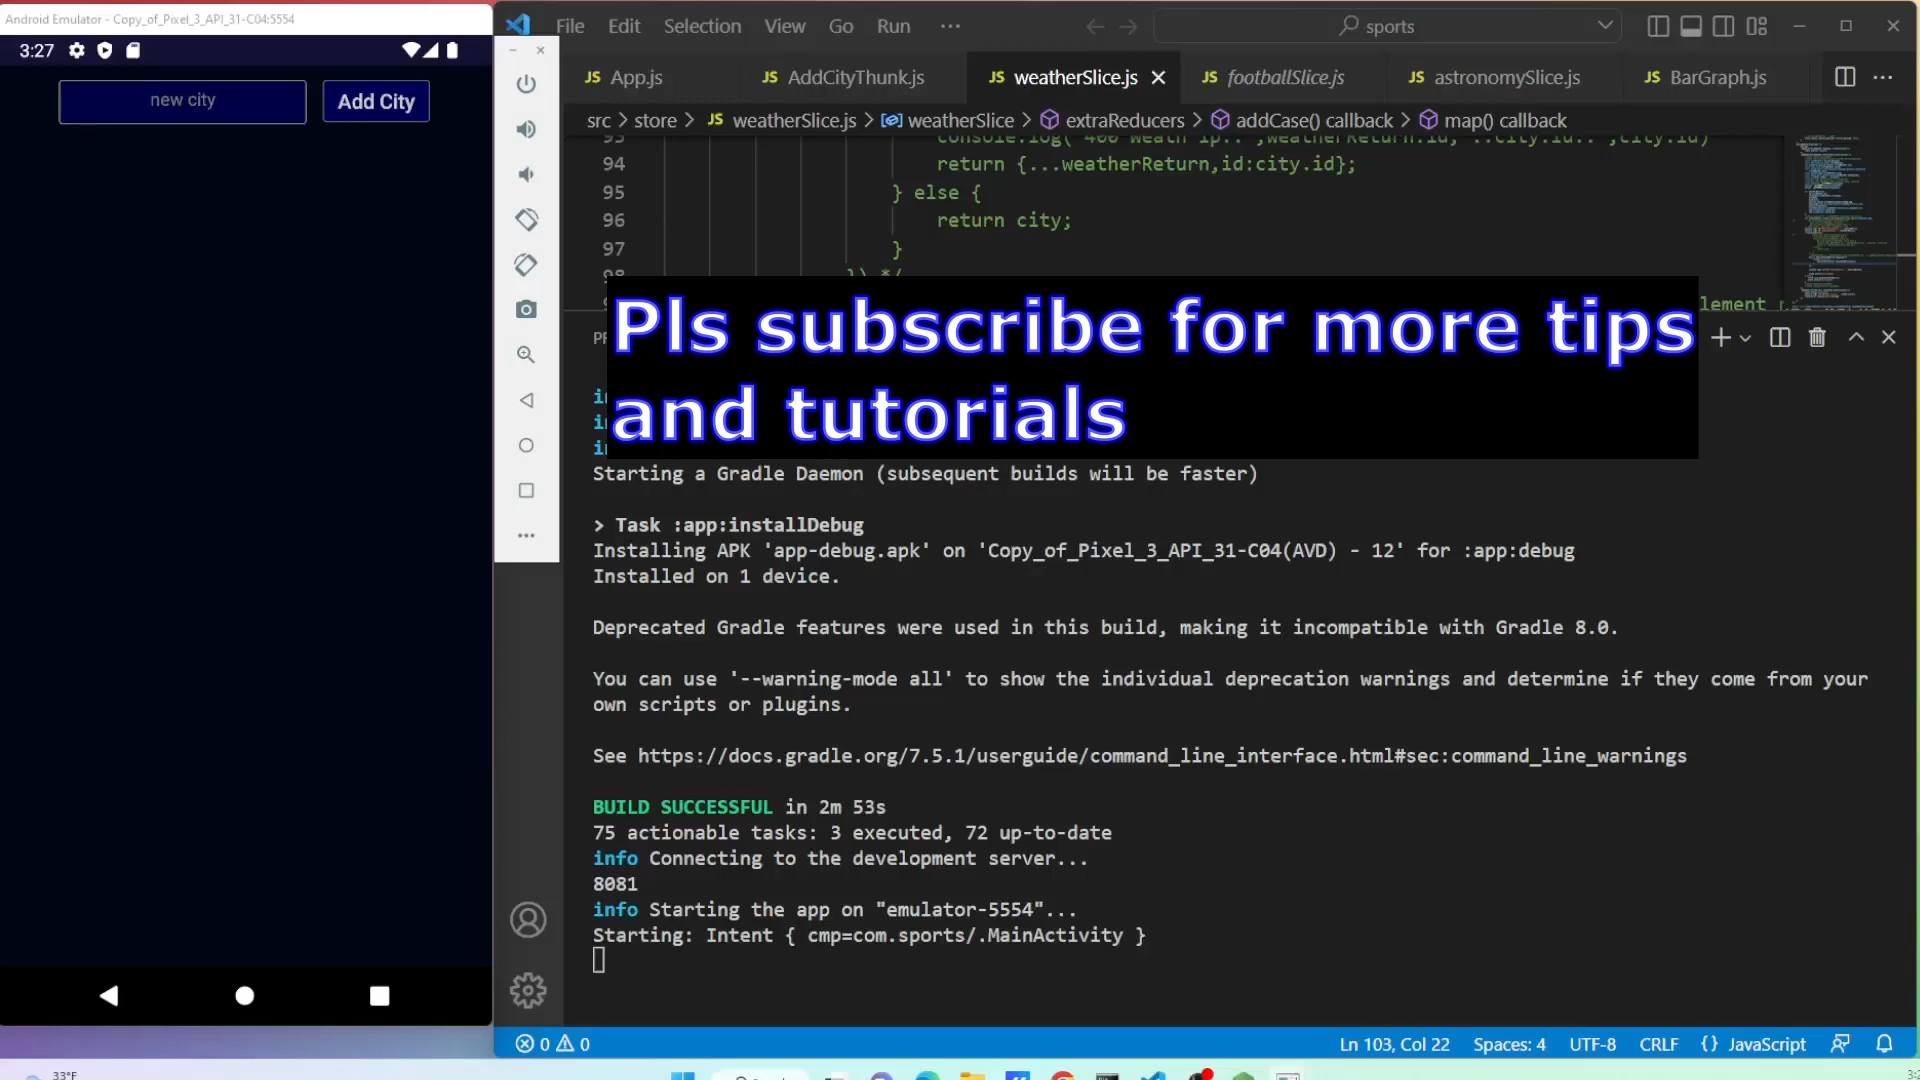 Android Emulator - Copy_of_Pixel_3_API_31-C04:5554
3:27
new city
Add City
File Edit Selection View Go Run ...
sports
JS App.js
JS AddCityThunk.js
JS weatherSlice.js
JS footballSlice.js
JS astronomySlice.js
JS BarGraph.js
src > store > JS weatherSlice.js > weatherSlice > extraReducers > addCase() callback > map() callback
94 return {...weatherReturn,id:city.id};
95 } else {
96 return city;
97 }
98 }) */
Pls subscribe for more tips
and tutorials
Starting a Gradle Daemon (subsequent builds will be faster)
> Task :app:installDebug
Installing APK 'app-debug.apk' on 'Copy_of_Pixel_3_API_31-C04(AVD) - 12' for :app:debug
Installed on 1 device.
Deprecated Gradle features were used in this build, making it incompatible with Gradle 8.0.
You can use '--warning-mode all' to show the individual deprecation warnings and determine if they come from your
own scripts or plugins.
See https://docs.gradle.org/7.5.1/userguide/command_line_interface.html#sec:command_line_warnings
BUILD SUCCESSFUL in 2m 53s
75 actionable tasks: 3 executed, 72 up-to-date
info Connecting to the development server...
8081
info Starting the app on "emulator-5554"...
Starting: Intent { cmp=com.sports/.MainActivity }
0 0
Ln 103, Col 22 Spaces: 4 UTF-8 CRLF {} JavaScript
33°F